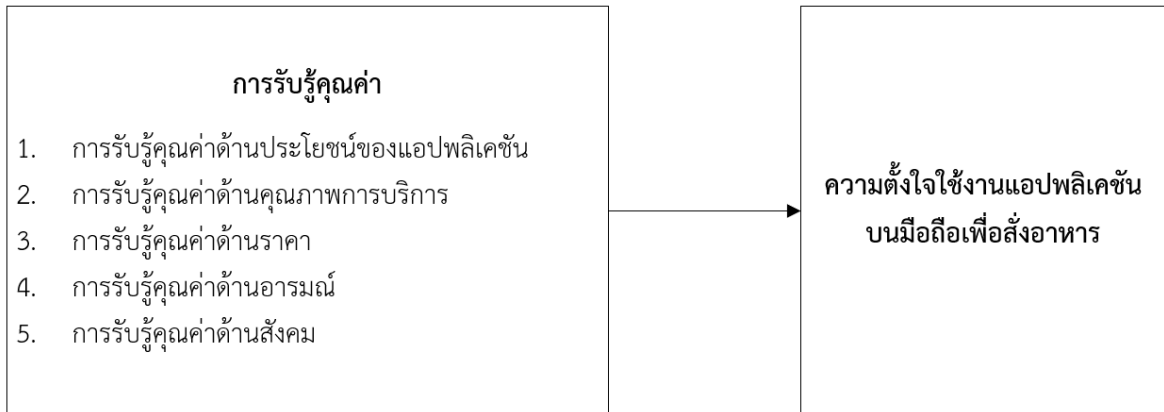 การรับรู้คุณค่า
1. การรับรู้คุณค่าด้านประโยชน์ของแอปพลิเคชัน
2. การรับรู้คุณค่าด้านคุณภาพการบริการ
3. การรับรู้คุณค่าด้านราคา
4. การรับรู้คุณค่าด้านอารมณ์
5. การรับรู้คุณค่าด้านสังคม
ความตั้งใจใช้งานแอปพลิเคชัน
บนมือถือเพื่อสั่งอาหาร